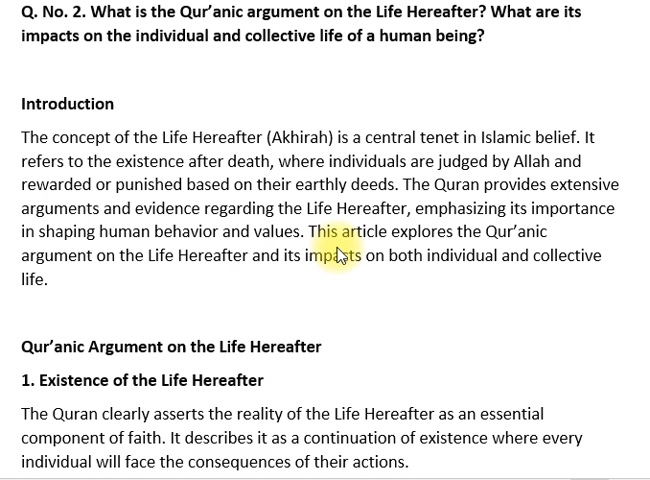 Q. No. 2. What is the Qur’anic argument on the Life Hereafter? What are its
impacts on the individual and collective life of a human being?
Introduction
The concept of the Life Hereafter (Akhirah) is a central tenet in Islamic belief. It
refers to the existence after death, where individuals are judged by Allah and
rewarded or punished based on their earthly deeds. The Quran provides extensive
arguments and evidence regarding the Life Hereafter, emphasizing its importance
in shaping human behavior and values. This article explores the Qur’anic
argument on the Life Hereafter and its impacts on both individual and collective
life.
Qur’anic Argument on the Life Hereafter
1. Existence of the Life Hereafter
The Quran clearly asserts the reality of the Life Hereafter as an essential
component of faith. It describes it as a continuation of existence where every
individual will face the consequences of their actions.